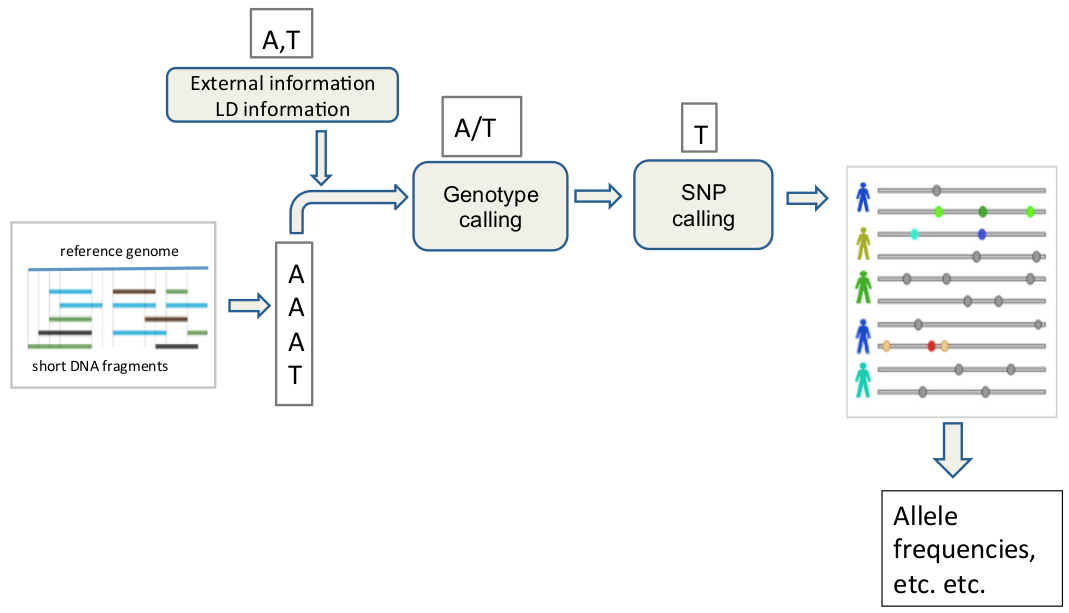 A,T
External information
LD information
A/T
Genotype
calling
T
SNP
calling
reference genome
short DNA fragments
A
A
A
T
Allele
frequencies,
etc. etc.